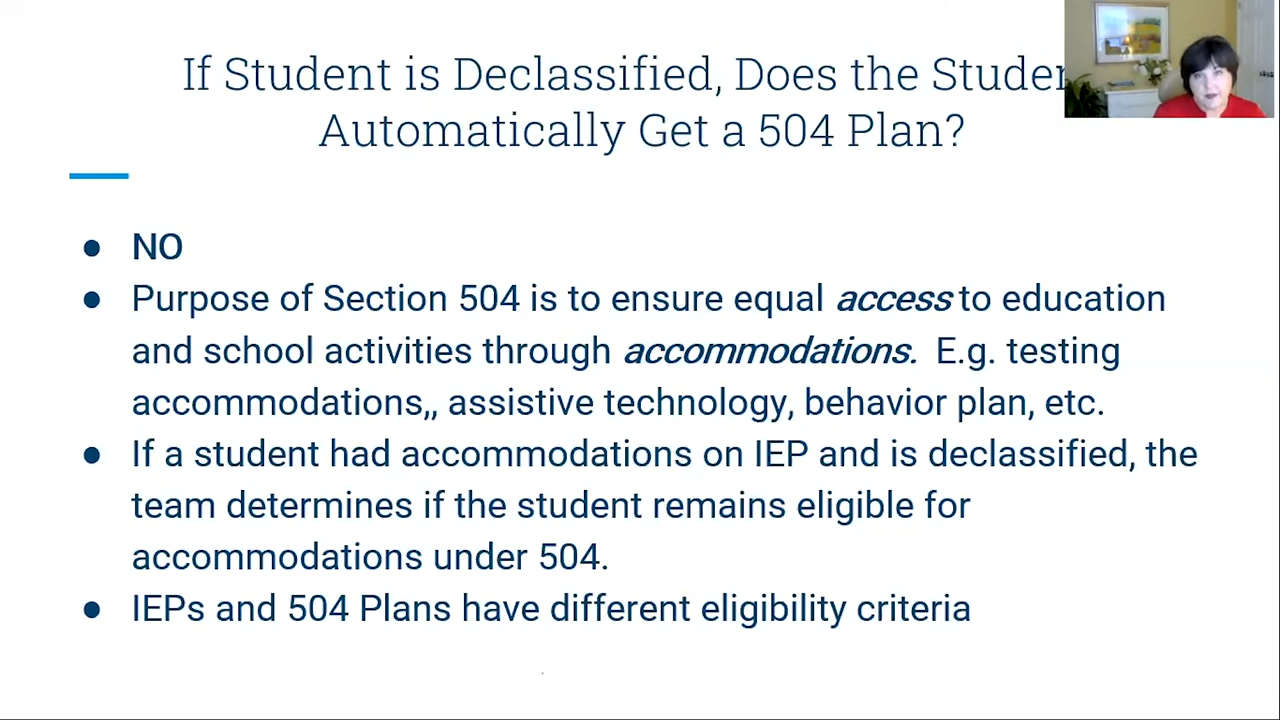 If Student is Declassified, Does the Studen
Automatically Get a 504 Plan?
● NO
● Purpose of Section 504 is to ensure equal access to education
and school activities through accommodations. E.g. testing
accommodations,, assistive technology, behavior plan, etc.
● If a student had accommodations on IEP and is declassified, the
team determines if the student remains eligible for
accommodations under 504.
● IEPs and 504 Plans have different eligibility criteria
.